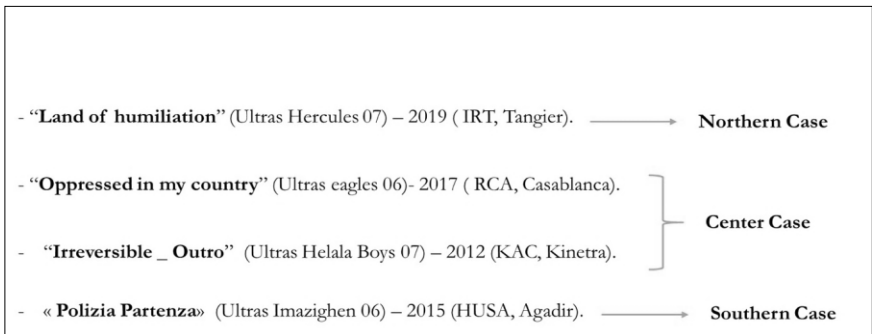 - “Land of humiliation” (Ultras Hercules 07) – 2019 ( IRT, Tangier). Northern Case
- “Oppressed in my country” (Ultras eagles 06)- 2017 ( RCA, Casablanca).
Center Case
- “Irreversible _ Outro” (Ultras Helala Boys 07) – 2012 (KAC, Kinetra).
- « Polizia Partenza» (Ultras Imazighen 06) – 2015 (HUSA, Agadir). Southern Case